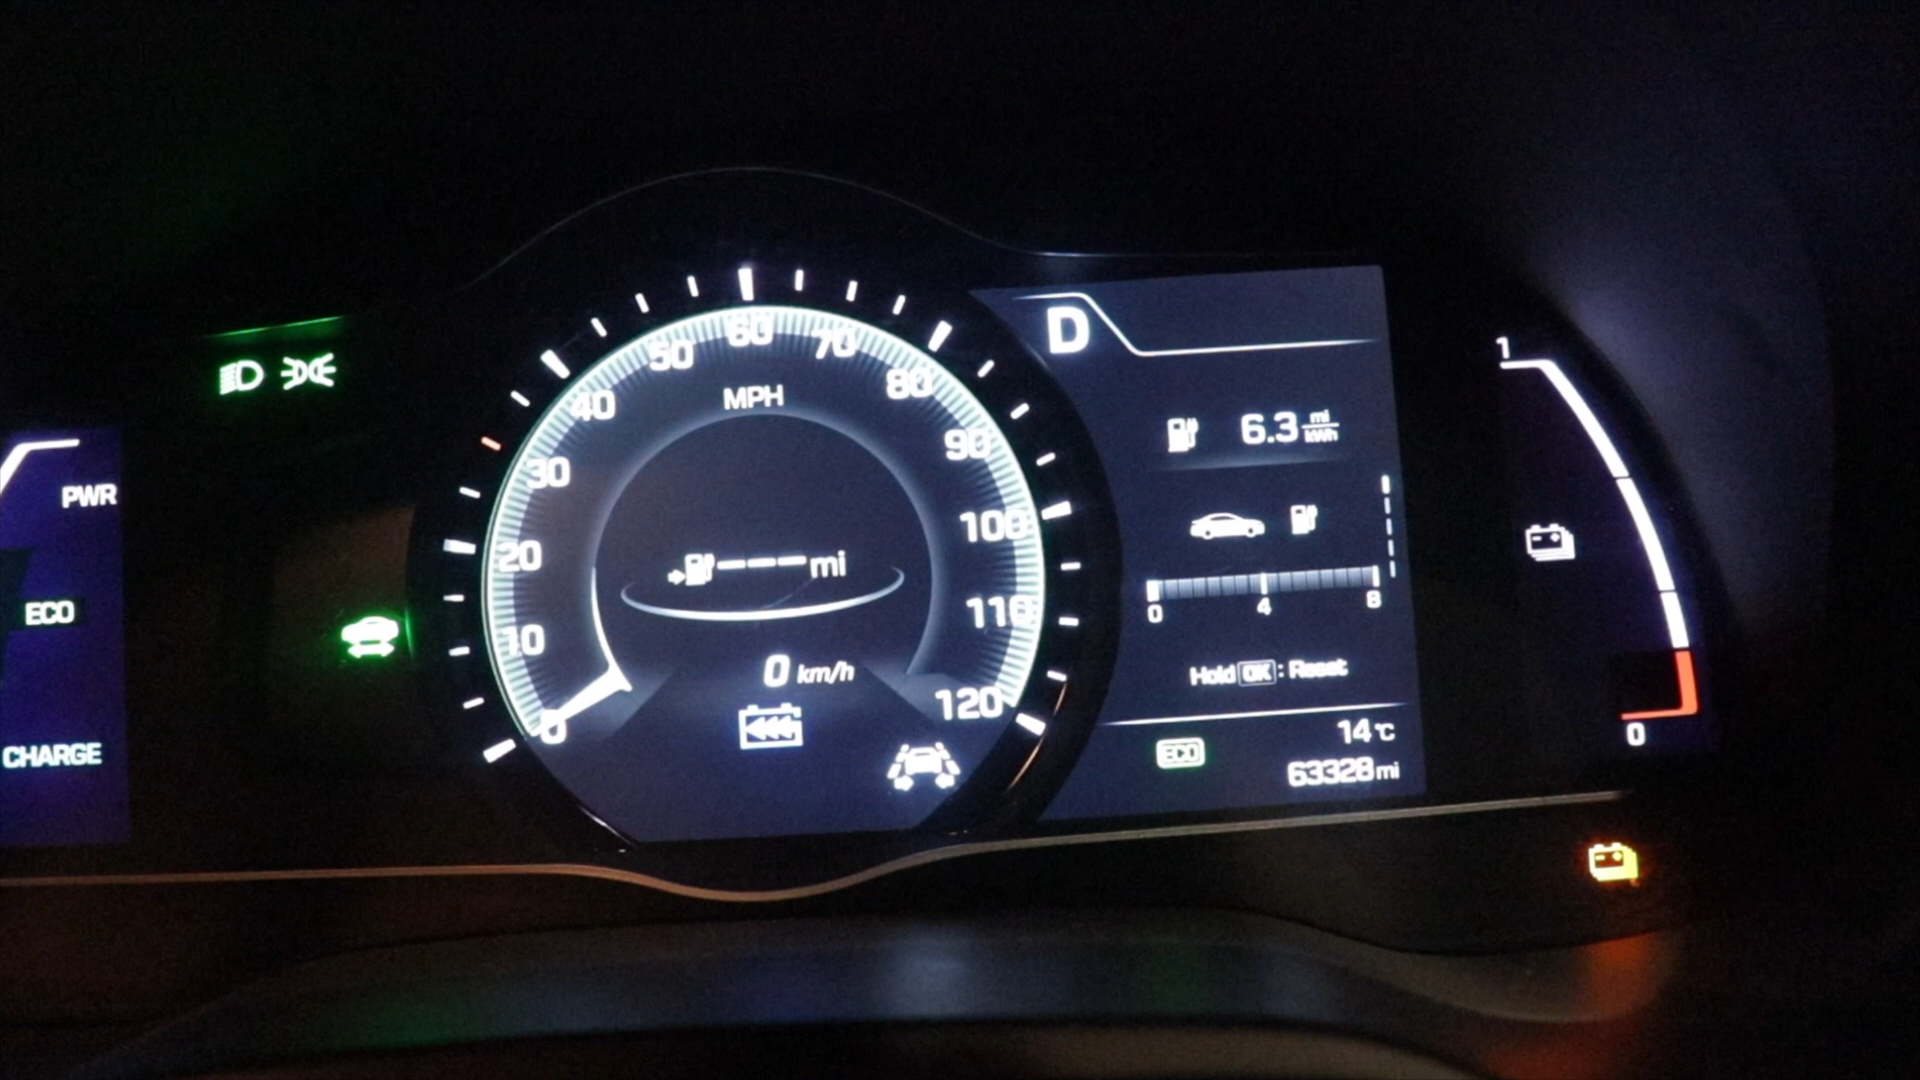 PWR
ECO
CHARGE
0
10
20
30
40
50
60
70
80
90
100
110
120
MPH
--- mi
0 km/h
D
6.3 mi/kWh
0 4 8
Hold OK : Reset
ECO
14°C
63328 mi
1
0